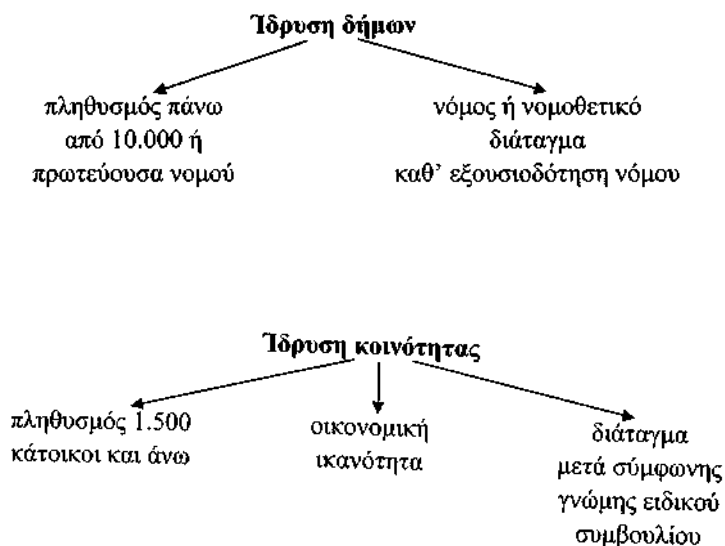 Ίδρυση δήμων
πληθυσμός πάνω
από 10.000 ή
πρωτεύουσα νομού
νόμος ή νομοθετικό
διάταγμα
καθ’ εξουσιοδότηση νόμου
Ίδρυση κοινότητας
πληθυσμός 1.500
κάτοικοι και άνω
οικονομική
ικανότητα
διάταγμα
μετά σύμφωνης
γνώμης ειδικού
συμβουλίου